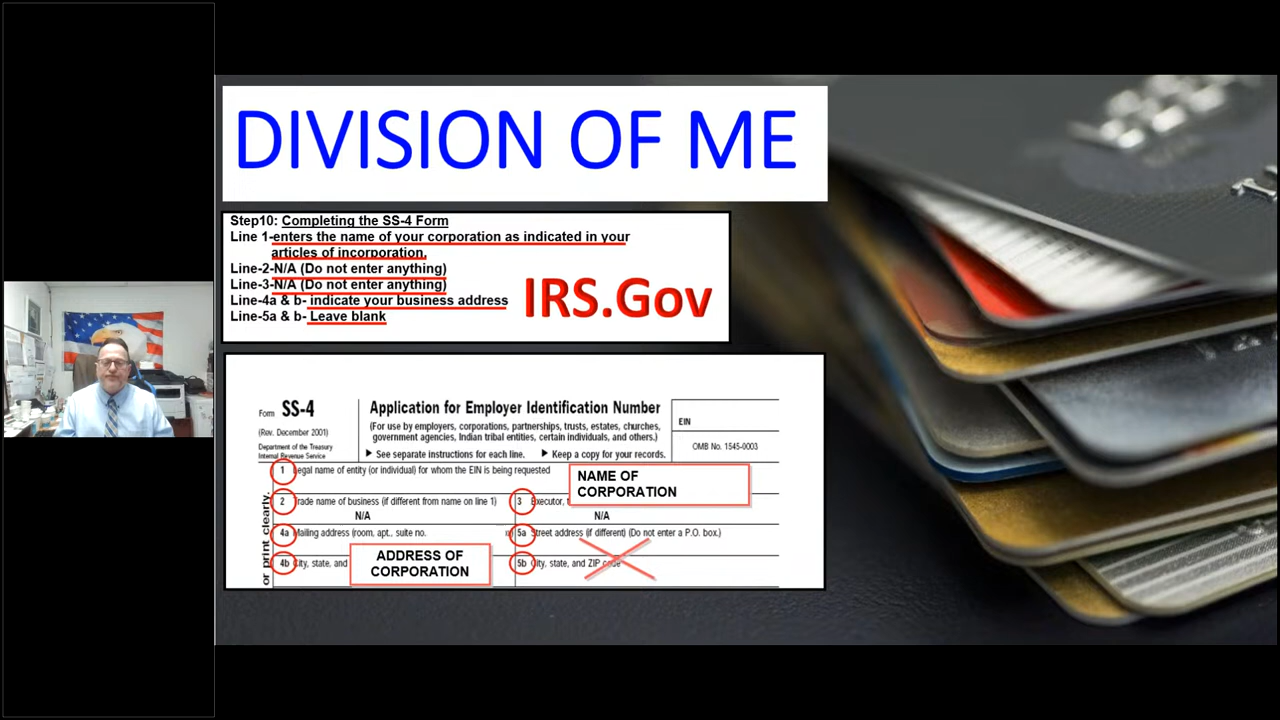 DIVISION OF ME
Step10: Completing the SS-4 Form
Line 1-enters the name of your corporation as indicated in your
articles of incorporation.
Line-2-N/A (Do not enter anything)
Line-3-N/A (Do not enter anything)
Line-4a & b- indicate your business address
Line-5a & b- Leave blank
IRS.Gov
Form SS-4
(Rev. December 2001)
Department of the Treasury
Internal Revenue Service
Application for Employer Identification Number
(For use by employers, corporations, partnerships, trusts, estates, churches,
government agencies, Indian tribal entities, certain individuals, and others.)
▶ See separate instructions for each line. ▶ Keep a copy for your records.
EIN
OMB No. 1545-0003
or print clearly.
1 Legal name of entity (or individual) for whom the EIN is being requested
NAME OF
CORPORATION
2 Trade name of business (if different from name on line 1)
N/A
3 Executor,
N/A
4a Mailing address (room, apt., suite no.
5a Street address (if different) (Do not enter a P.O. box.)
4b City, state, and
ADDRESS OF
CORPORATION
5b City, state, and ZIP code